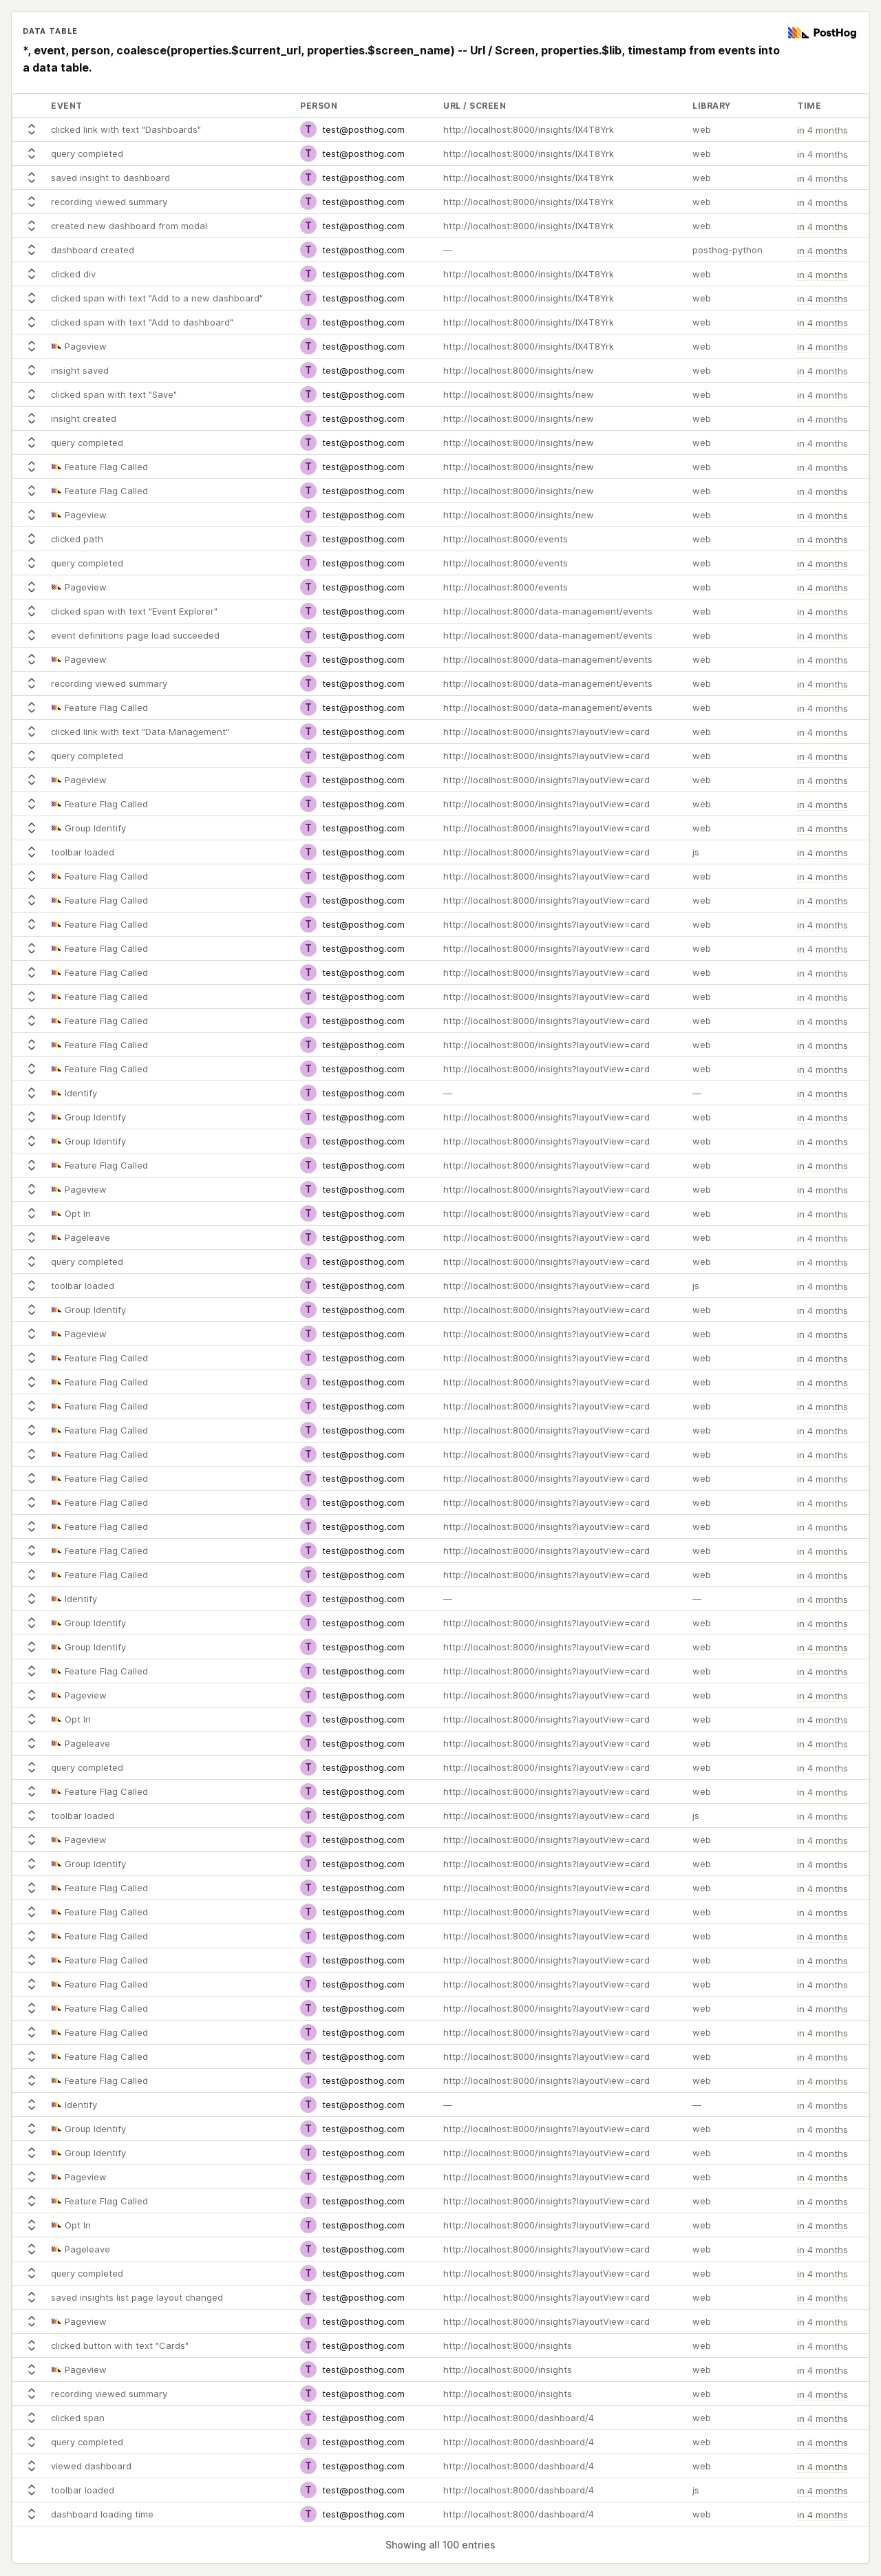 DATA TABLE
PostHog
*, event, person, coalesce(properties.$current_url, properties.$screen_name) -- Url / Screen, properties.$lib, timestamp from events into
a data table.
EVENT PERSON URL / SCREEN LIBRARY TIME
clicked link with text "Dashboards" T test@posthog.com http://localhost:8000/insights/IX4T8Yrk web in 4 months
query completed T test@posthog.com http://localhost:8000/insights/IX4T8Yrk web in 4 months
saved insight to dashboard T test@posthog.com http://localhost:8000/insights/IX4T8Yrk web in 4 months
recording viewed summary T test@posthog.com http://localhost:8000/insights/IX4T8Yrk web in 4 months
created new dashboard from modal T test@posthog.com http://localhost:8000/insights/IX4T8Yrk web in 4 months
dashboard created T test@posthog.com — posthog-python in 4 months
clicked div T test@posthog.com http://localhost:8000/insights/IX4T8Yrk web in 4 months
clicked span with text "Add to a new dashboard" T test@posthog.com http://localhost:8000/insights/IX4T8Yrk web in 4 months
clicked span with text "Add to dashboard" T test@posthog.com http://localhost:8000/insights/IX4T8Yrk web in 4 months
Pageview T test@posthog.com http://localhost:8000/insights/IX4T8Yrk web in 4 months
insight saved T test@posthog.com http://localhost:8000/insights/new web in 4 months
clicked span with text "Save" T test@posthog.com http://localhost:8000/insights/new web in 4 months
insight created T test@posthog.com http://localhost:8000/insights/new web in 4 months
query completed T test@posthog.com http://localhost:8000/insights/new web in 4 months
Feature Flag Called T test@posthog.com http://localhost:8000/insights/new web in 4 months
Feature Flag Called T test@posthog.com http://localhost:8000/insights/new web in 4 months
Pageview T test@posthog.com http://localhost:8000/insights/new web in 4 months
clicked path T test@posthog.com http://localhost:8000/events web in 4 months
query completed T test@posthog.com http://localhost:8000/events web in 4 months
Pageview T test@posthog.com http://localhost:8000/events web in 4 months
clicked span with text "Event Explorer" T test@posthog.com http://localhost:8000/data-management/events web in 4 months
event definitions page load succeeded T test@posthog.com http://localhost:8000/data-management/events web in 4 months
Pageview T test@posthog.com http://localhost:8000/data-management/events web in 4 months
recording viewed summary T test@posthog.com http://localhost:8000/data-management/events web in 4 months
Feature Flag Called T test@posthog.com http://localhost:8000/data-management/events web in 4 months
clicked link with text "Data Management" T test@posthog.com http://localhost:8000/insights?layoutView=card web in 4 months
query completed T test@posthog.com http://localhost:8000/insights?layoutView=card web in 4 months
Pageview T test@posthog.com http://localhost:8000/insights?layoutView=card web in 4 months
Feature Flag Called T test@posthog.com http://localhost:8000/insights?layoutView=card web in 4 months
Group Identify T test@posthog.com http://localhost:8000/insights?layoutView=card web in 4 months
toolbar loaded T test@posthog.com http://localhost:8000/insights?layoutView=card js in 4 months
Feature Flag Called T test@posthog.com http://localhost:8000/insights?layoutView=card web in 4 months
Feature Flag Called T test@posthog.com http://localhost:8000/insights?layoutView=card web in 4 months
Feature Flag Called T test@posthog.com http://localhost:8000/insights?layoutView=card web in 4 months
Feature Flag Called T test@posthog.com http://localhost:8000/insights?layoutView=card web in 4 months
Feature Flag Called T test@posthog.com http://localhost:8000/insights?layoutView=card web in 4 months
Feature Flag Called T test@posthog.com http://localhost:8000/insights?layoutView=card web in 4 months
Feature Flag Called T test@posthog.com http://localhost:8000/insights?layoutView=card web in 4 months
Feature Flag Called T test@posthog.com http://localhost:8000/insights?layoutView=card web in 4 months
Feature Flag Called T test@posthog.com http://localhost:8000/insights?layoutView=card web in 4 months
Identify T test@posthog.com — — in 4 months
Group Identify T test@posthog.com http://localhost:8000/insights?layoutView=card web in 4 months
Group Identify T test@posthog.com http://localhost:8000/insights?layoutView=card web in 4 months
Feature Flag Called T test@posthog.com http://localhost:8000/insights?layoutView=card web in 4 months
Pageview T test@posthog.com http://localhost:8000/insights?layoutView=card web in 4 months
Opt In T test@posthog.com http://localhost:8000/insights?layoutView=card web in 4 months
Pageleave T test@posthog.com http://localhost:8000/insights?layoutView=card web in 4 months
query completed T test@posthog.com http://localhost:8000/insights?layoutView=card web in 4 months
toolbar loaded T test@posthog.com http://localhost:8000/insights?layoutView=card js in 4 months
Group Identify T test@posthog.com http://localhost:8000/insights?layoutView=card web in 4 months
Pageview T test@posthog.com http://localhost:8000/insights?layoutView=card web in 4 months
Feature Flag Called T test@posthog.com http://localhost:8000/insights?layoutView=card web in 4 months
Feature Flag Called T test@posthog.com http://localhost:8000/insights?layoutView=card web in 4 months
Feature Flag Called T test@posthog.com http://localhost:8000/insights?layoutView=card web in 4 months
Feature Flag Called T test@posthog.com http://localhost:8000/insights?layoutView=card web in 4 months
Feature Flag Called T test@posthog.com http://localhost:8000/insights?layoutView=card web in 4 months
Feature Flag Called T test@posthog.com http://localhost:8000/insights?layoutView=card web in 4 months
Feature Flag Called T test@posthog.com http://localhost:8000/insights?layoutView=card web in 4 months
Feature Flag Called T test@posthog.com http://localhost:8000/insights?layoutView=card web in 4 months
Feature Flag Called T test@posthog.com http://localhost:8000/insights?layoutView=card web in 4 months
Feature Flag Called T test@posthog.com http://localhost:8000/insights?layoutView=card web in 4 months
Identify T test@posthog.com — — in 4 months
Group Identify T test@posthog.com http://localhost:8000/insights?layoutView=card web in 4 months
Group Identify T test@posthog.com http://localhost:8000/insights?layoutView=card web in 4 months
Feature Flag Called T test@posthog.com http://localhost:8000/insights?layoutView=card web in 4 months
Pageview T test@posthog.com http://localhost:8000/insights?layoutView=card web in 4 months
Opt In T test@posthog.com http://localhost:8000/insights?layoutView=card web in 4 months
Pageleave T test@posthog.com http://localhost:8000/insights?layoutView=card web in 4 months
query completed T test@posthog.com http://localhost:8000/insights?layoutView=card web in 4 months
Feature Flag Called T test@posthog.com http://localhost:8000/insights?layoutView=card web in 4 months
toolbar loaded T test@posthog.com http://localhost:8000/insights?layoutView=card js in 4 months
Pageview T test@posthog.com http://localhost:8000/insights?layoutView=card web in 4 months
Group Identify T test@posthog.com http://localhost:8000/insights?layoutView=card web in 4 months
Feature Flag Called T test@posthog.com http://localhost:8000/insights?layoutView=card web in 4 months
Feature Flag Called T test@posthog.com http://localhost:8000/insights?layoutView=card web in 4 months
Feature Flag Called T test@posthog.com http://localhost:8000/insights?layoutView=card web in 4 months
Feature Flag Called T test@posthog.com http://localhost:8000/insights?layoutView=card web in 4 months
Feature Flag Called T test@posthog.com http://localhost:8000/insights?layoutView=card web in 4 months
Feature Flag Called T test@posthog.com http://localhost:8000/insights?layoutView=card web in 4 months
Feature Flag Called T test@posthog.com http://localhost:8000/insights?layoutView=card web in 4 months
Feature Flag Called T test@posthog.com http://localhost:8000/insights?layoutView=card web in 4 months
Feature Flag Called T test@posthog.com http://localhost:8000/insights?layoutView=card web in 4 months
Identify T test@posthog.com — — in 4 months
Group Identify T test@posthog.com http://localhost:8000/insights?layoutView=card web in 4 months
Group Identify T test@posthog.com http://localhost:8000/insights?layoutView=card web in 4 months
Pageview T test@posthog.com http://localhost:8000/insights?layoutView=card web in 4 months
Feature Flag Called T test@posthog.com http://localhost:8000/insights?layoutView=card web in 4 months
Opt In T test@posthog.com http://localhost:8000/insights?layoutView=card web in 4 months
Pageleave T test@posthog.com http://localhost:8000/insights?layoutView=card web in 4 months
query completed T test@posthog.com http://localhost:8000/insights?layoutView=card web in 4 months
saved insights list page layout changed T test@posthog.com http://localhost:8000/insights?layoutView=card web in 4 months
Pageview T test@posthog.com http://localhost:8000/insights?layoutView=card web in 4 months
clicked button with text "Cards" T test@posthog.com http://localhost:8000/insights web in 4 months
Pageview T test@posthog.com http://localhost:8000/insights web in 4 months
recording viewed summary T test@posthog.com http://localhost:8000/insights web in 4 months
clicked span T test@posthog.com http://localhost:8000/dashboard/4 web in 4 months
query completed T test@posthog.com http://localhost:8000/dashboard/4 web in 4 months
viewed dashboard T test@posthog.com http://localhost:8000/dashboard/4 web in 4 months
toolbar loaded T test@posthog.com http://localhost:8000/dashboard/4 js in 4 months
dashboard loading time T test@posthog.com http://localhost:8000/dashboard/4 web in 4 months
Showing all 100 entries